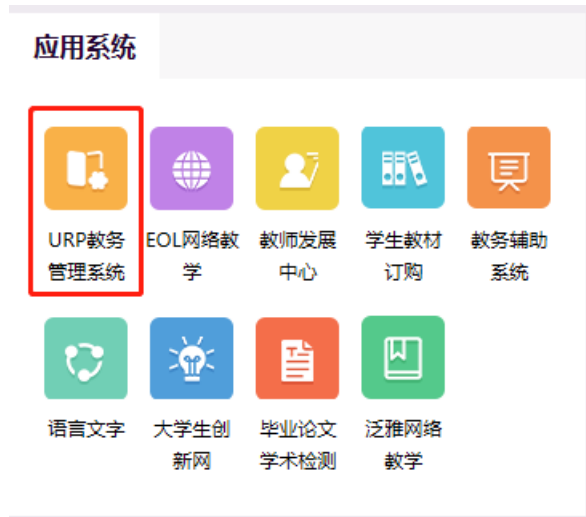 应用系统
URP教务
管理系统
EOL网络教
学
教师发展
中心
学生教材
订购
教务辅助
系统
语言文字
大学生创
新网
毕业论文
学术检测
泛雅网络
教学